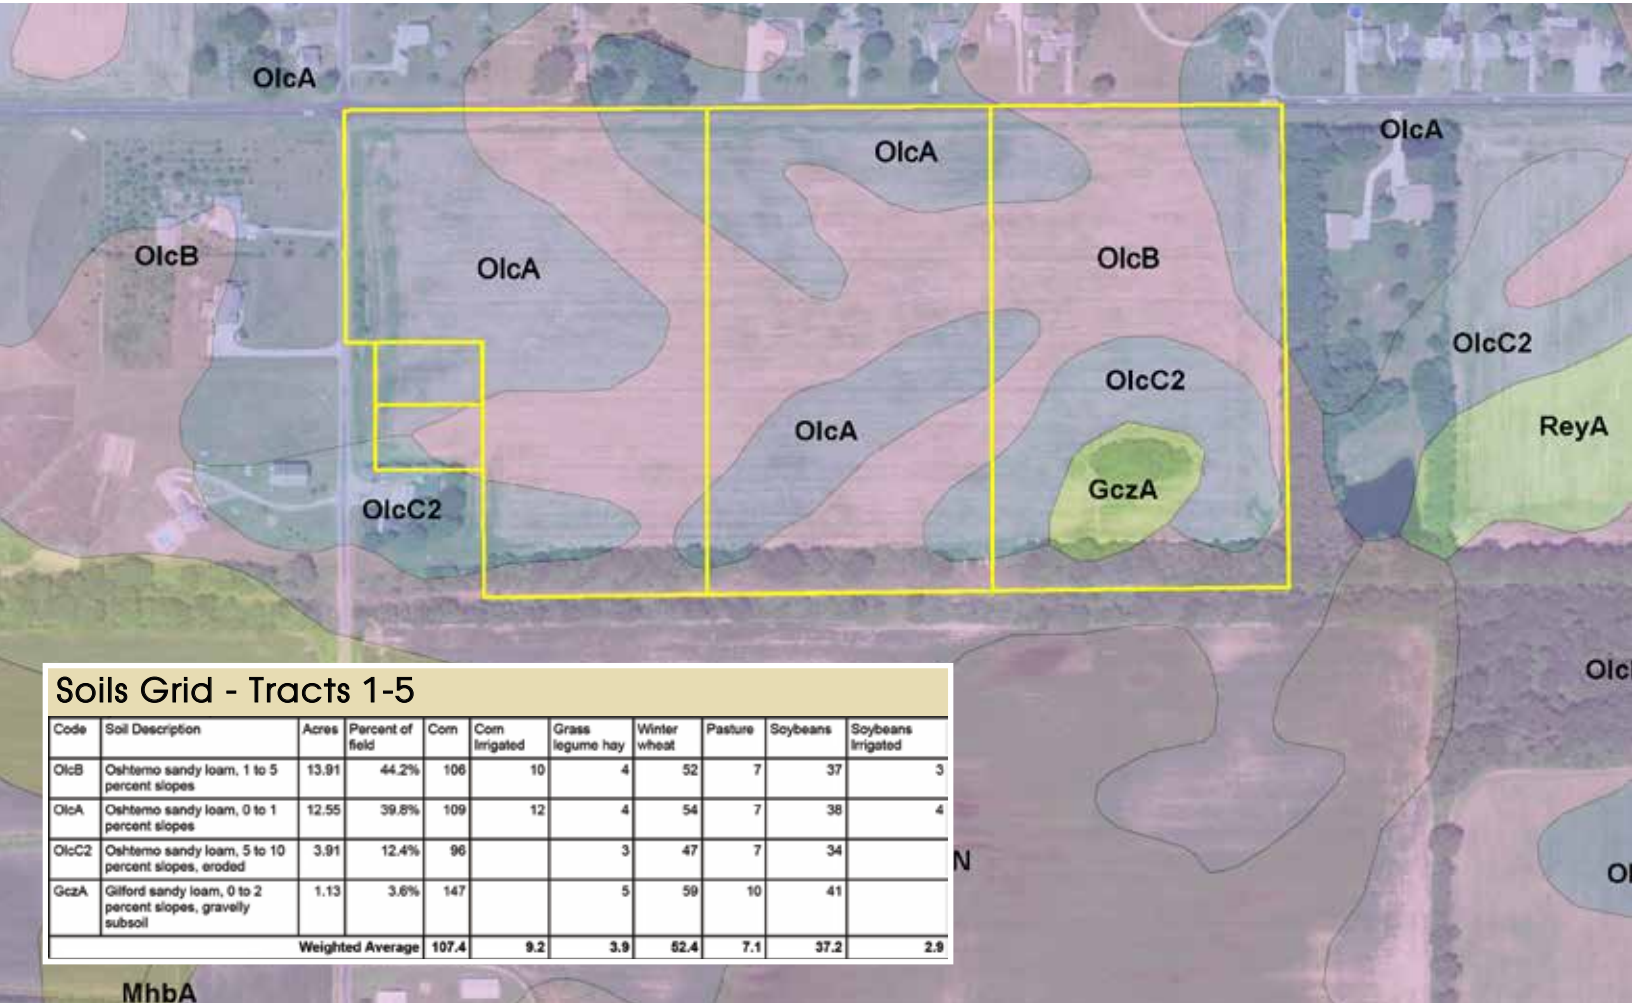 OlcA
OlcA
OlcA
OlcB
OlcA
OlcB
OlcC2
OlcC2
OlcA
ReyA
GczA
OlcC2
Soils Grid - Tracts 1-5
Code Soil Description Acres Percent of field Corn Corn Irrigated Grass legume hay Winter wheat Pasture Soybeans Soybeans Irrigated
OlcB Oshtemo sandy loam, 1 to 5 percent slopes 13.91 44.2% 106 10 4 52 7 37 3
OlcA Oshtemo sandy loam, 0 to 1 percent slopes 12.55 39.8% 109 12 4 54 7 38 4
OlcC2 Oshtemo sandy loam, 5 to 10 percent slopes, eroded 3.91 12.4% 96 3 47 7 34
GczA Gilford sandy loam, 0 to 2 percent slopes, gravelly subsoil 1.13 3.6% 147 5 59 10 41
Weighted Average 107.4 9.2 3.9 52.4 7.1 37.2 2.9
Olc
N
Ol
MhbA